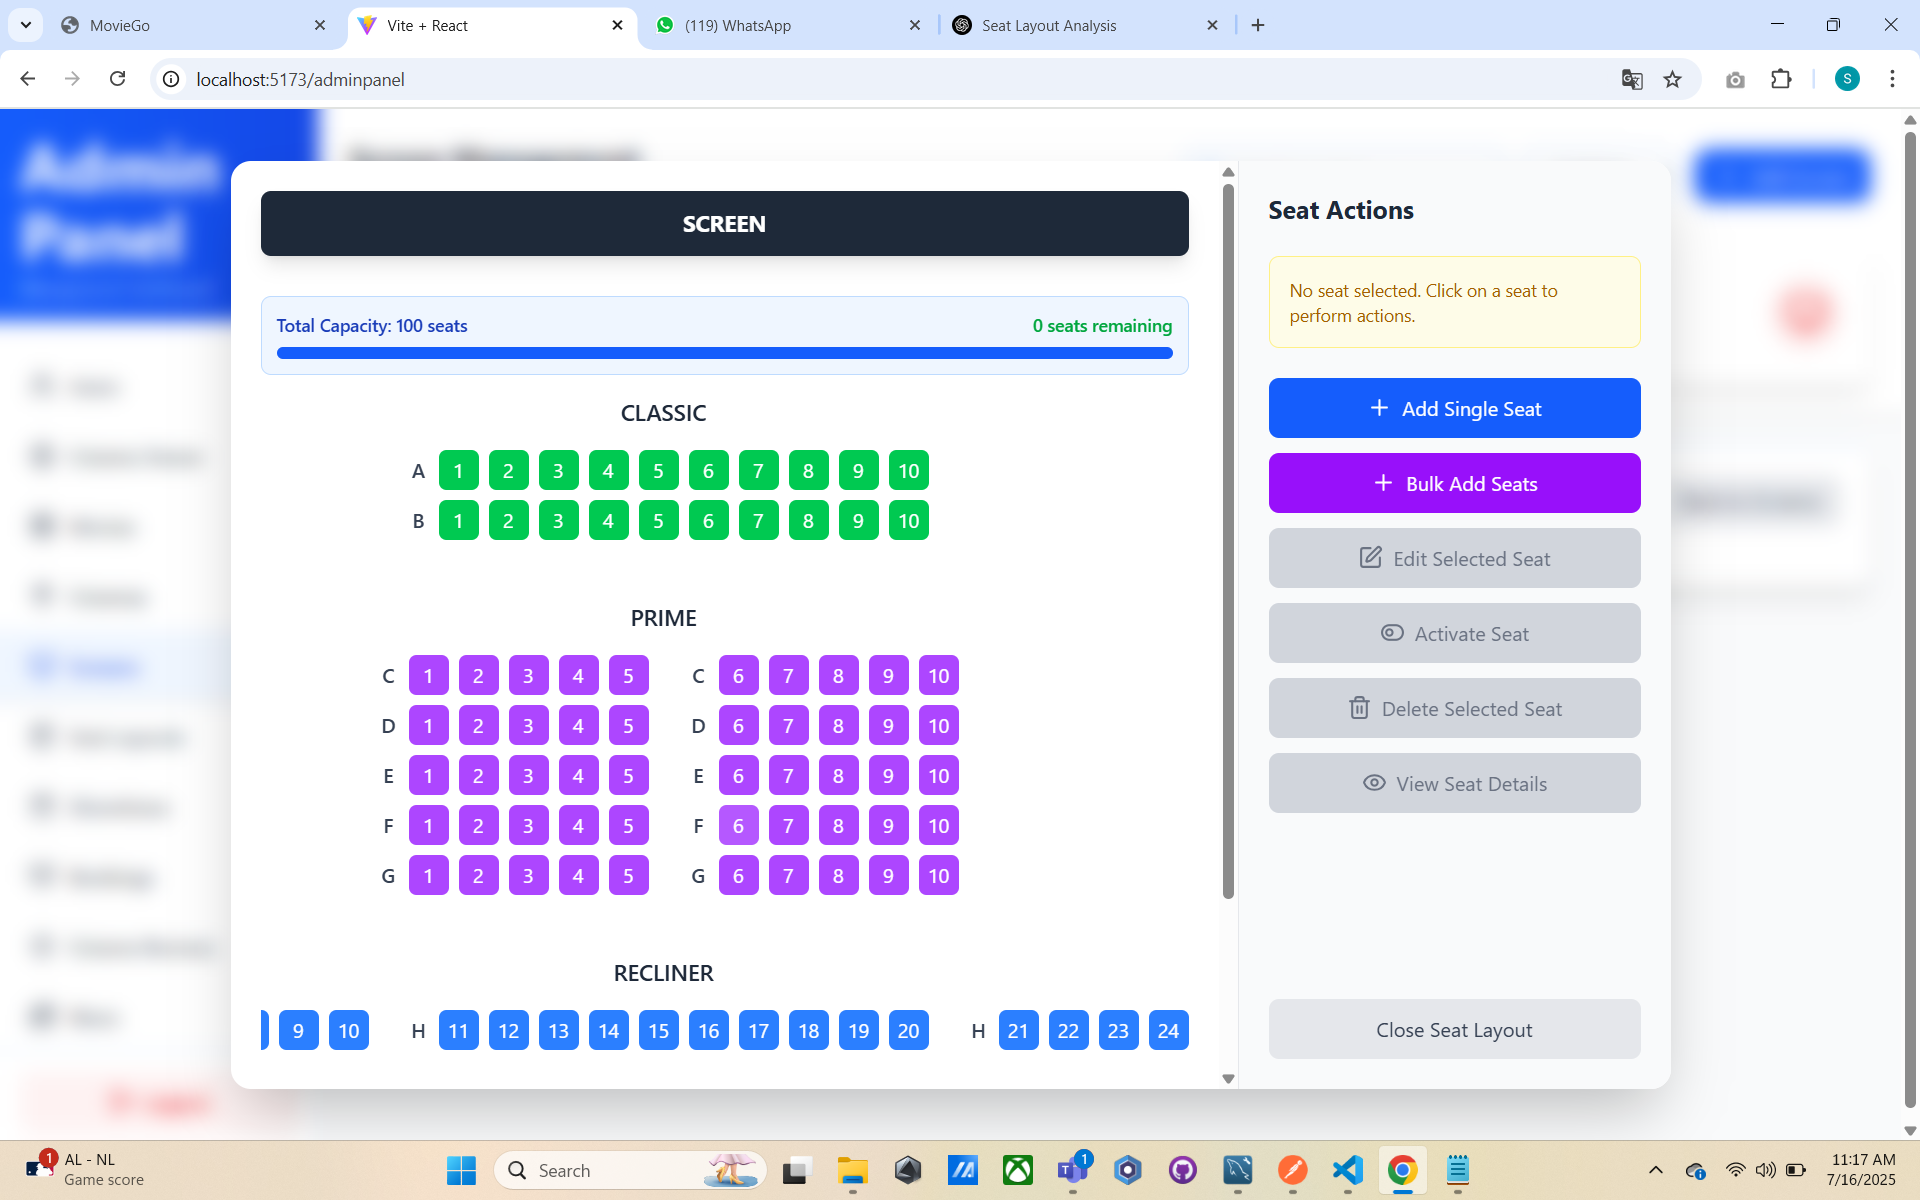 MovieGo
Vite + React
(119) WhatsApp
Seat Layout Analysis
localhost:5173/adminpanel
S
Admin
Panel
SCREEN
Total Capacity: 100 seats
0 seats remaining
CLASSIC
A 1 2 3 4 5 6 7 8 9 10
B 1 2 3 4 5 6 7 8 9 10
PRIME
C 1 2 3 4 5 C 6 7 8 9 10
D 1 2 3 4 5 D 6 7 8 9 10
E 1 2 3 4 5 E 6 7 8 9 10
F 1 2 3 4 5 F 6 7 8 9 10
G 1 2 3 4 5 G 6 7 8 9 10
RECLINER
9 10 H 11 12 13 14 15 16 17 18 19 20 H 21 22 23 24
Seat Actions
No seat selected. Click on a seat to
perform actions.
Add Single Seat
Bulk Add Seats
Edit Selected Seat
Activate Seat
Delete Selected Seat
View Seat Details
Close Seat Layout
1
AL - NL
Game score
Search
1
11:17 AM
7/16/2025